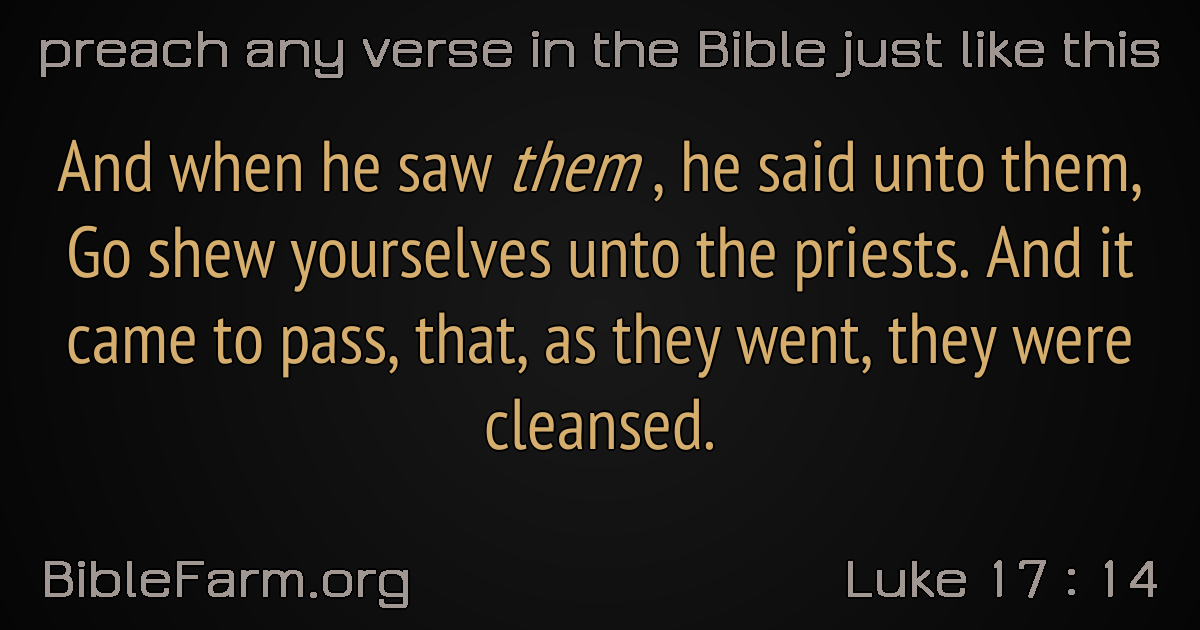 preach any verse in the Bible just like this
And when he saw them , he said unto them,
Go shew yourselves unto the priests. And it
came to pass, that, as they went, they were
cleansed.
BibleFarm.org
Luke 17 : 14